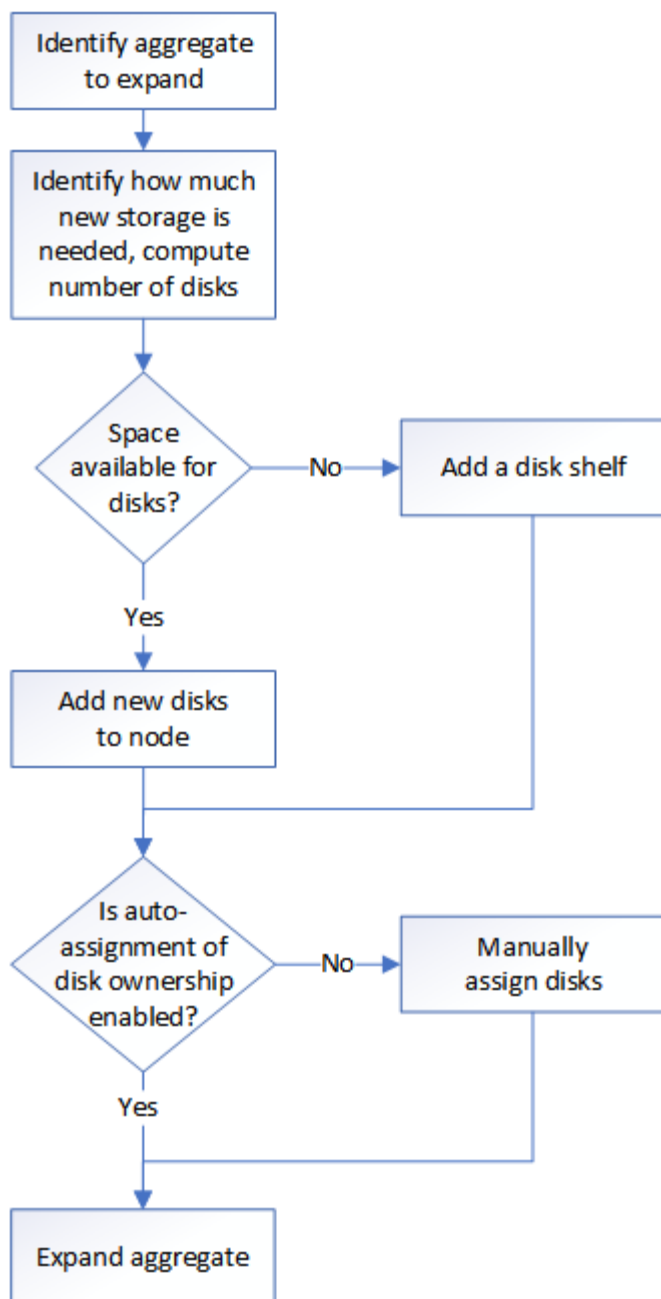 Identify aggregate
to expand
Identify how much
new storage is
needed, compute
number of disks
Space
available for
disks?
No
Add a disk shelf
Yes
Add new disks
to node
Is auto-
assignment of
disk ownership
enabled?
No
Manually
assign disks
Yes
Expand aggregate